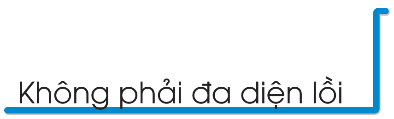 Không phải đa diện lồi